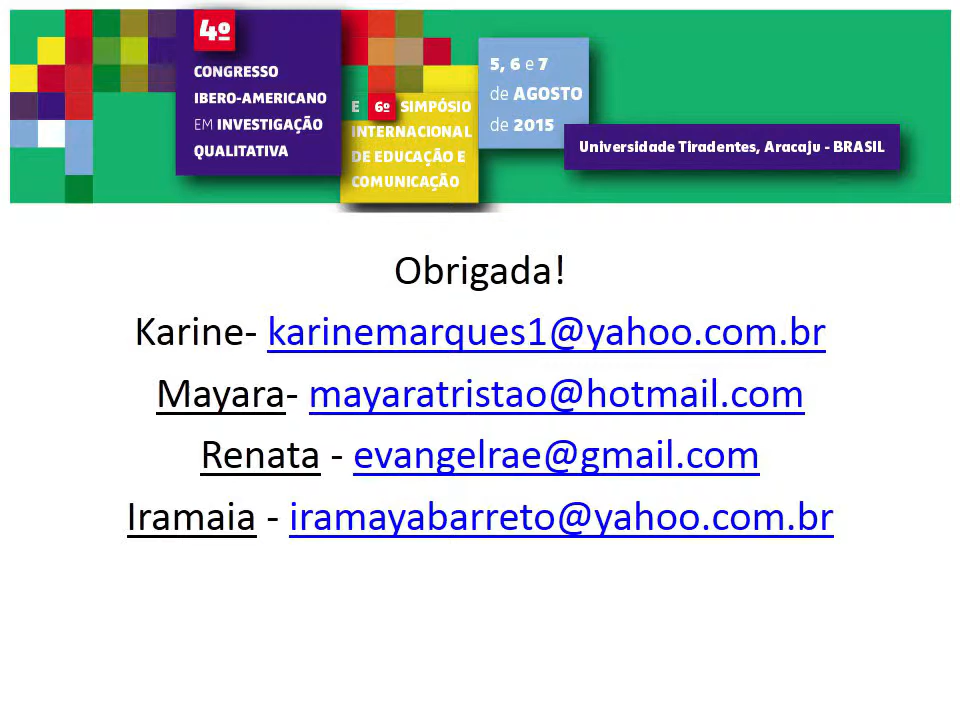 4º
CONGRESSO
IBERO-AMERICANO
EM INVESTIGAÇÃO
QUALITATIVA
E 6º SIMPÓSIO
INTERNACIONAL
DE EDUCAÇÃO E
COMUNICAÇÃO
5, 6 e 7
de AGOSTO
de 2015
Universidade Tiradentes, Aracaju - BRASIL
Obrigada!
Karine- karinemarques1@yahoo.com.br
Mayara- mayaratristao@hotmail.com
Renata - evangelrae@gmail.com
Iramaia - iramayabarreto@yahoo.com.br